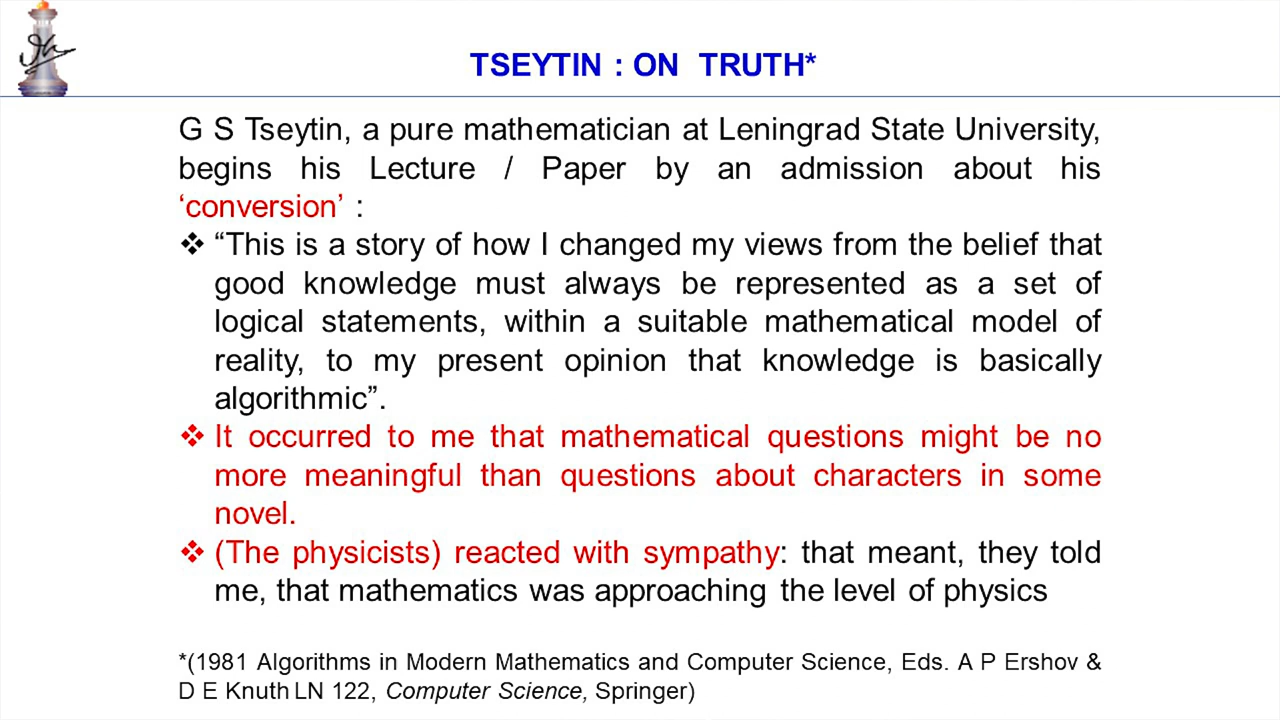 TSEYTIN : ON TRUTH*
G S Tseytin, a pure mathematician at Leningrad State University,
begins his Lecture / Paper by an admission about his
‘conversion’ :
❖ “This is a story of how I changed my views from the belief that
good knowledge must always be represented as a set of
logical statements, within a suitable mathematical model of
reality, to my present opinion that knowledge is basically
algorithmic”.
❖ It occurred to me that mathematical questions might be no
more meaningful than questions about characters in some
novel.
❖ (The physicists) reacted with sympathy: that meant, they told
me, that mathematics was approaching the level of physics
*(1981 Algorithms in Modern Mathematics and Computer Science, Eds. A P Ershov &
D E Knuth LN 122, Computer Science, Springer)